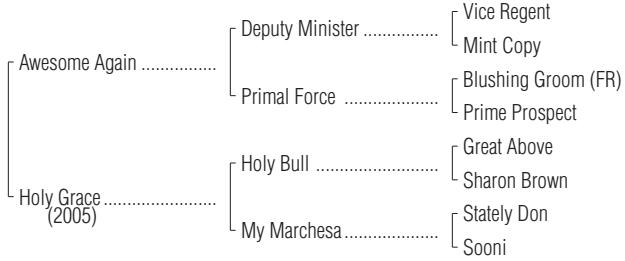 Vice Regent
Deputy Minister ..................
Mint Copy
Awesome Again ................
Blushing Groom (FR)
Primal Force ......................
Prime Prospect
Great Above
Holy Bull .............................
Sharon Brown
Holy Grace ........................
(2005)
Stately Don
My Marchesa ......................
Sooni